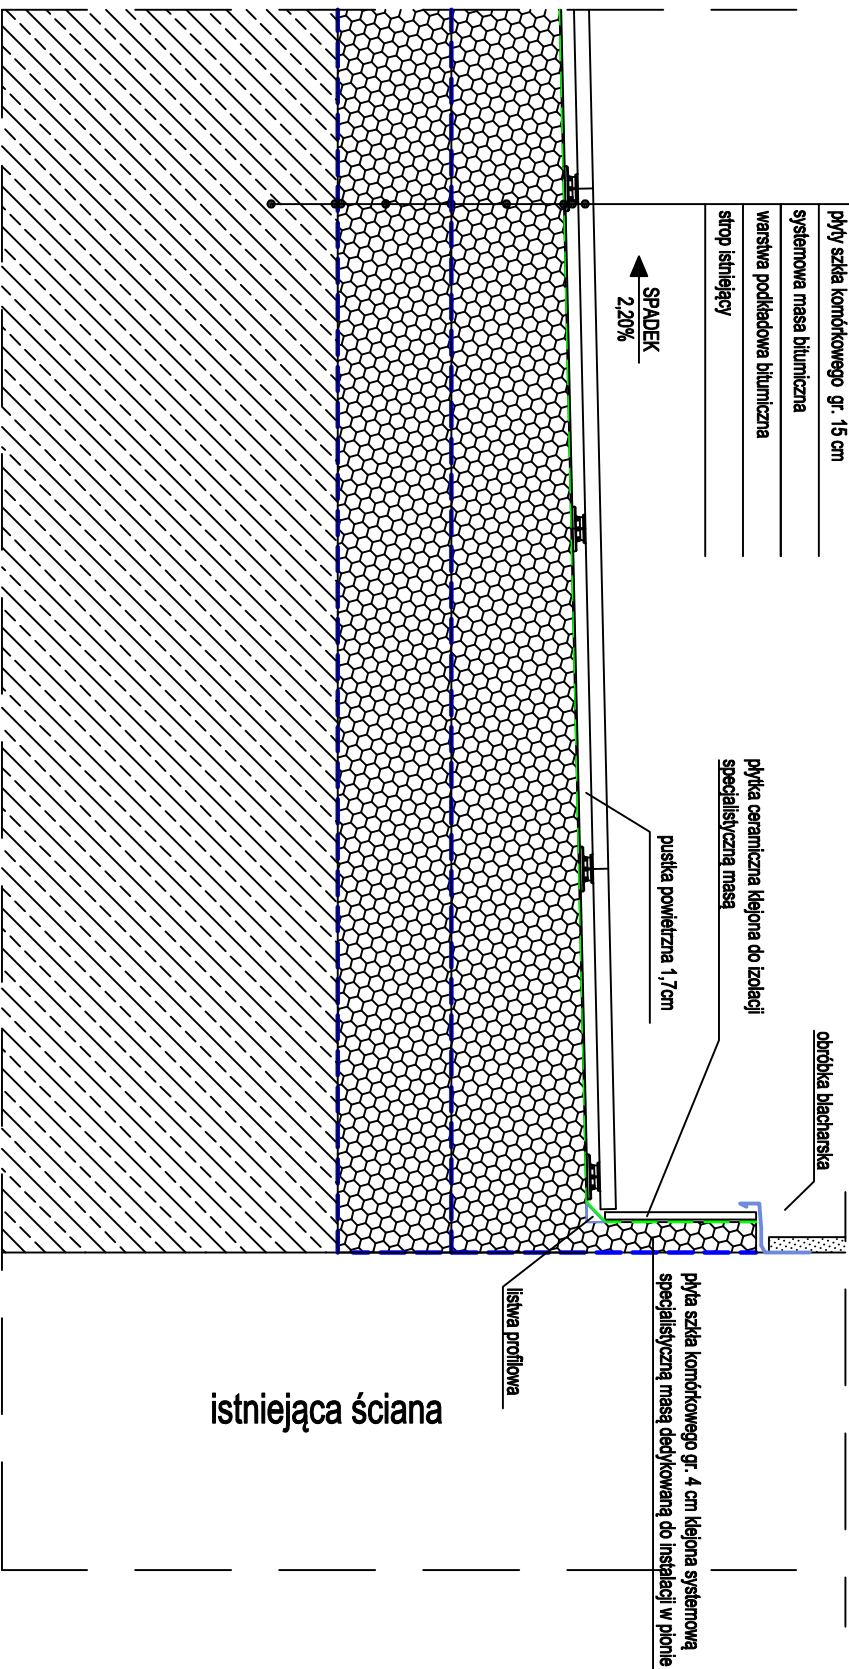 płyty szkła komórkowego gr. 15 cm
systemowa masa bitumiczna
warstwa podkładowa bitumiczna
strop istniejący
SPADEK
2,20%
obróbka blacharska
płytka ceramiczna klejona do izolacji
specjalistyczną masą
pustka powietrzna 1,7cm
płyta szkła komórkowego gr. 4 cm klejona systemową
specjalistyczną masą dedykowaną do instalacji w pionie
listwa profilowa
istniejąca ściana